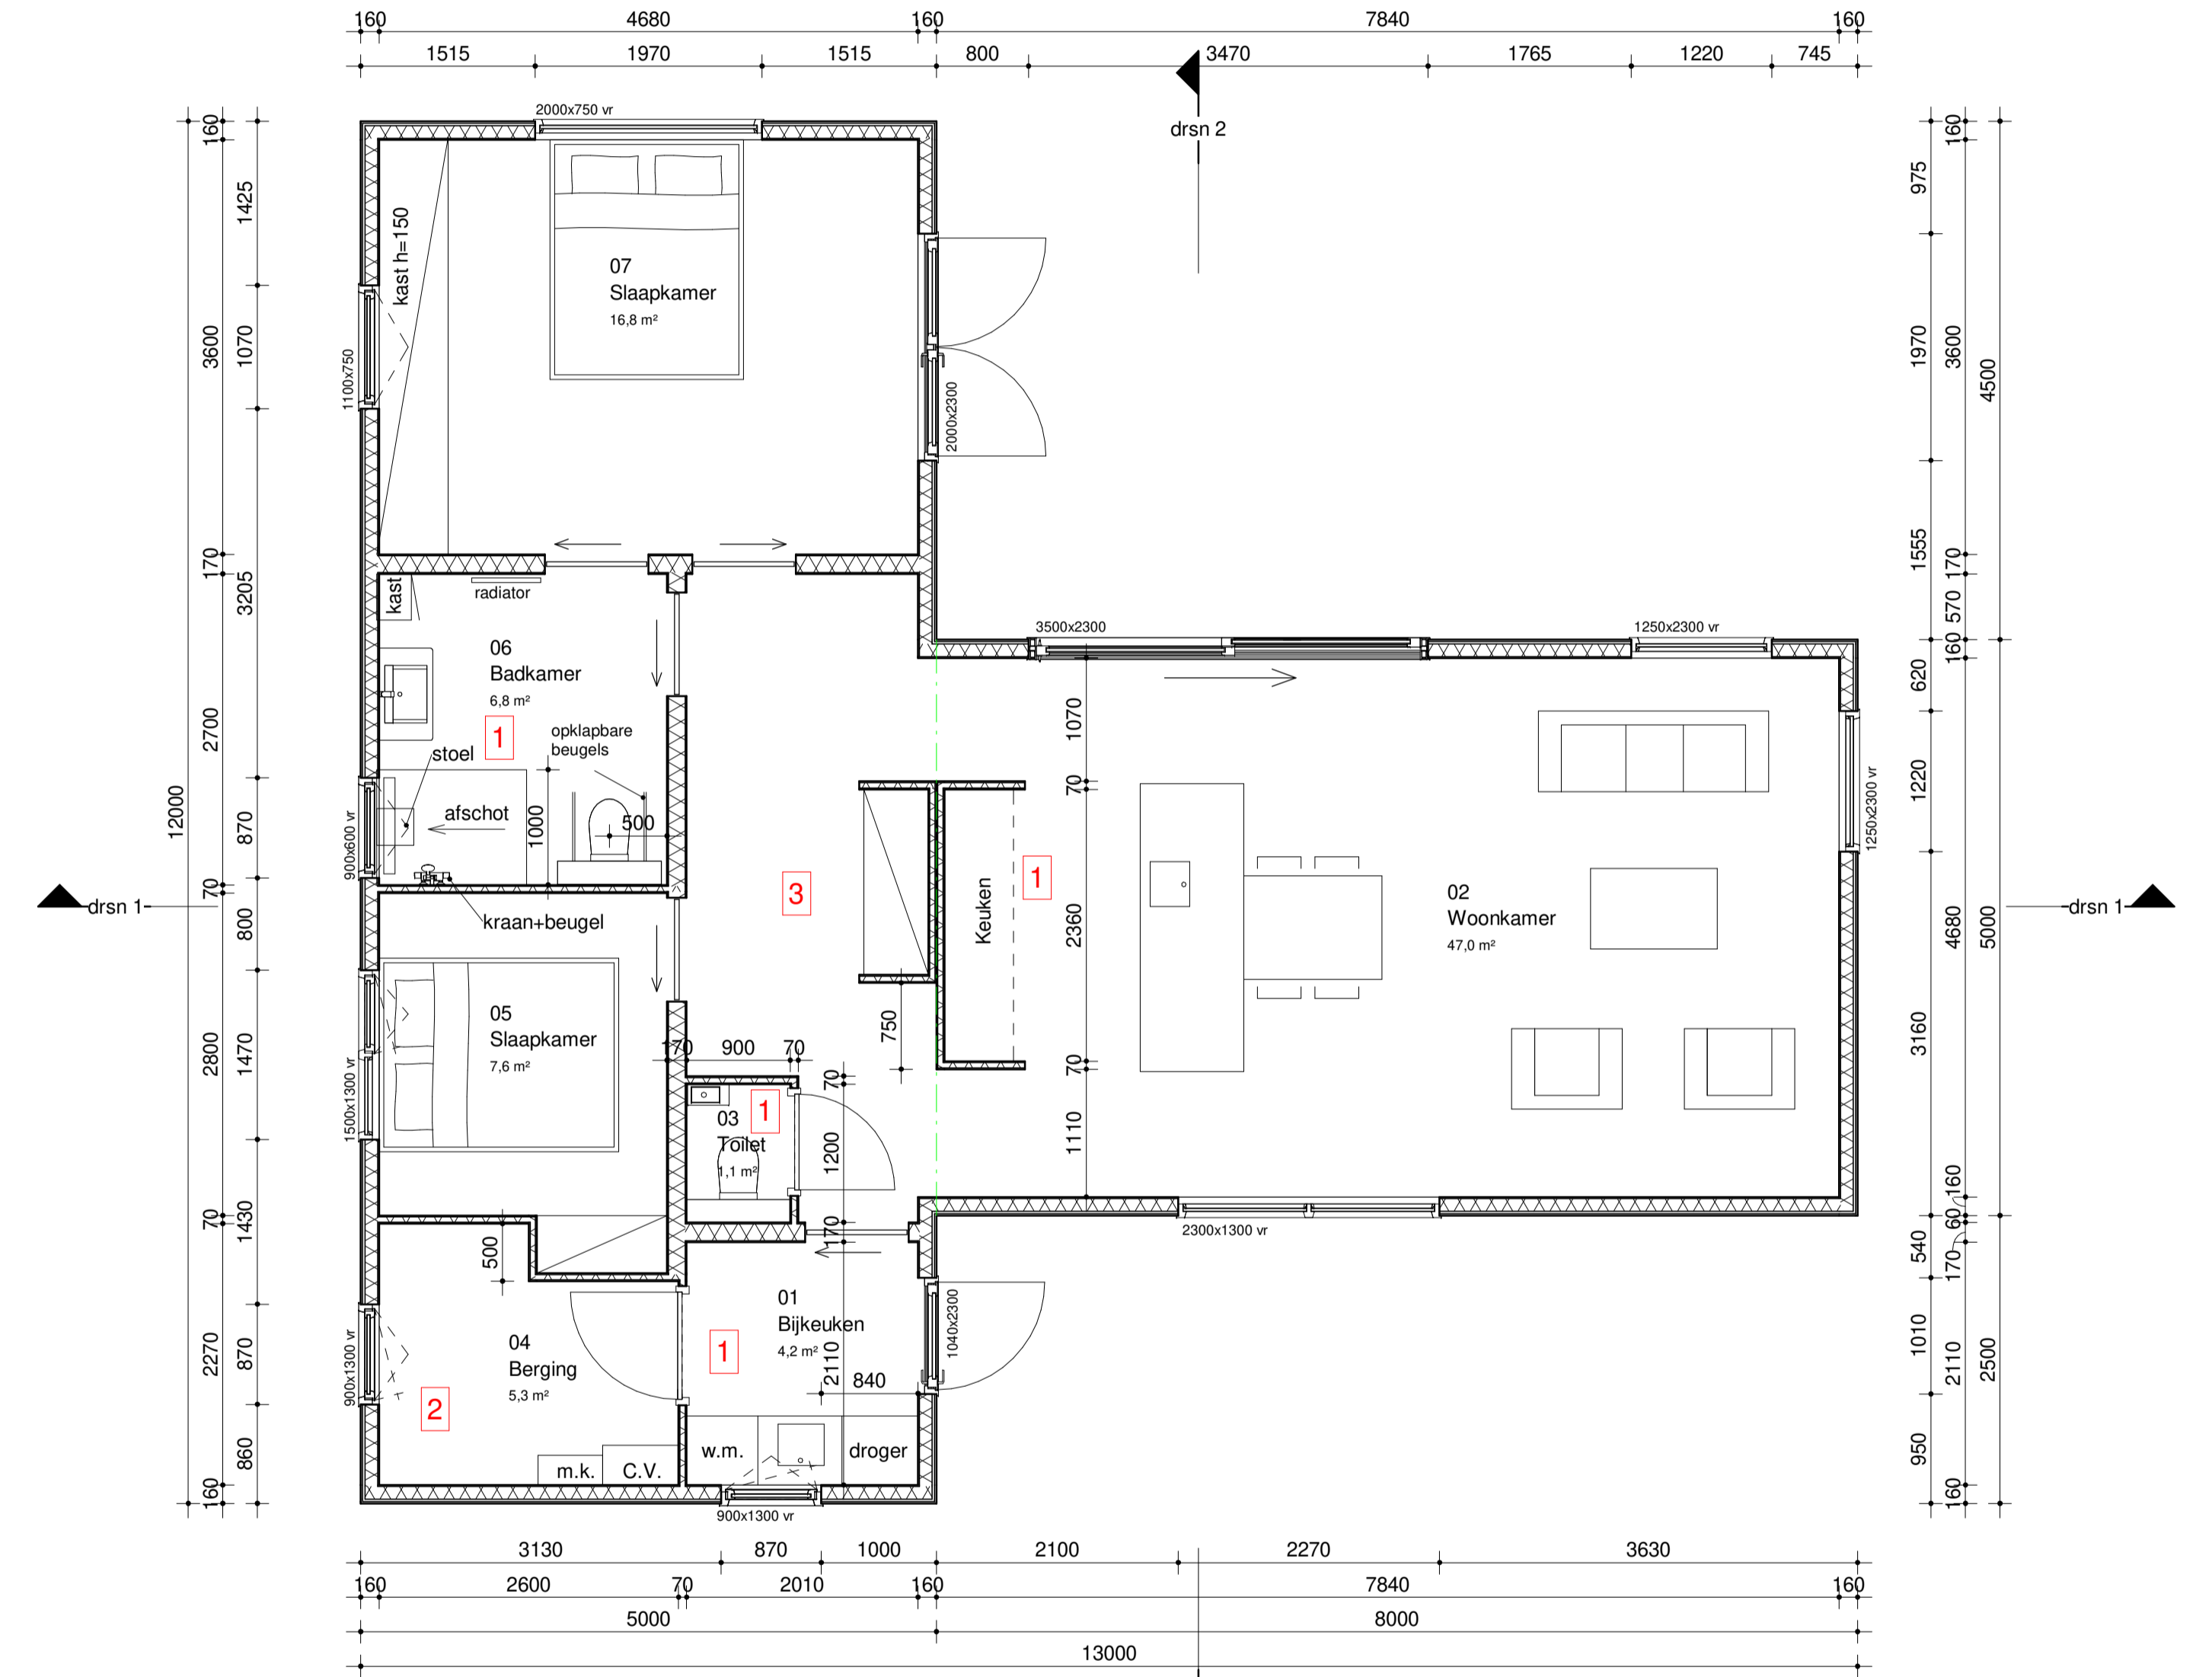 160 4680 160 7840 160
1515 1970 1515 800 3470 1765 1220 745
drsn 2
2000x750 vr
160
1425
1070
3600
170
3205
2700
870
12000
70
800
2800
1470
70
1430
2270
870
860
160
160
975
1970
3600
4500
1555
170
570
160
620
1220
4680
5000
3160
160
60
540
170
1010
2110
2500
950
160
kast h=150
07
Slaapkamer
16,8 m²
1100x750
2000x2300
kast
radiator
06
Badkamer
6,8 m²
1
stoel
opklapbare
beugels
afschot
1000
500
900x600 vr
kraan+beugel
drsn 1
drsn 1
3500x2300
1250x2300 vr
1250x2300 vr
1070
70
2360
70
1110
3
Keuken
1
02
Woonkamer
47,0 m²
750
05
Slaapkamer
7,6 m²
1500x1300 vr
170 900 70
70
1200
170
03
Toilet
1,1 m²
1
2300x1300 vr
500
04
Berging
5,3 m²
2
900x1300 vr
m.k. C.V.
01
Bijkeuken
4,2 m²
1
2110
840
1040x2300
w.m. droger
900x1300 vr
3130 870 1000 2100 2270 3630
160 2600 70 2010 160 7840 160
5000 8000
13000